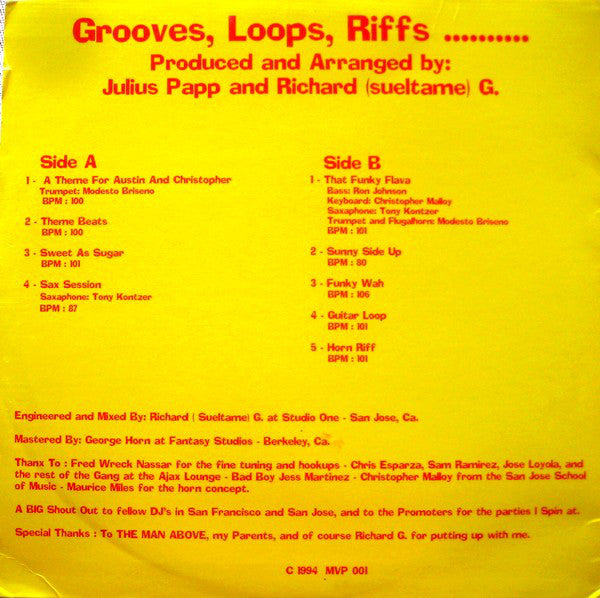 Grooves, Loops, Riffs ..........
Produced and Arranged by:
Julius Papp and Richard (sueltame) G.
Side A
1 - A Theme For Austin And Christopher
Trumpet: Modesto Briseno
BPM : 100
2 - Theme Beats
BPM : 100
3 - Sweet As Sugar
BPM : 101
4 - Sax Session
Saxaphone: Tony Kontzer
BPM : 87
Side B
1 - That Funky Flava
Bass: Ron Johnson
Keyboard: Christopher Malloy
Saxaphone: Tony Kontzer
Trumpet and Flugalhorn: Modesto Briseno
BPM : 101
2 - Sunny Side Up
BPM : 80
3 - Funky Wah
BPM : 106
4 - Guitar Loop
BPM : 101
5 - Horn Riff
BPM : 101
Engineered and Mixed By: Richard ( Sueltame) G. at Studio One - San Jose, Ca.
Mastered By: George Horn at Fantasy Studios - Berkeley, Ca.
Thanx To : Fred Wreck Nassar for the fine tuning and hookups - Chris Esparza, Sam Ramirez, Jose Loyola, and
the rest of the Gang at the Ajax Lounge - Bad Boy Jess Martinez - Christopher Malloy from the San Jose School
of Music - Maurice Miles for the horn concept.
A BIG Shout Out to fellow DJ's in San Francisco and San Jose, and to the Promoters for the parties I Spin at.
Special Thanks : To THE MAN ABOVE, my Parents, and of course Richard G. for putting up with me.
C 1994 MVP 001